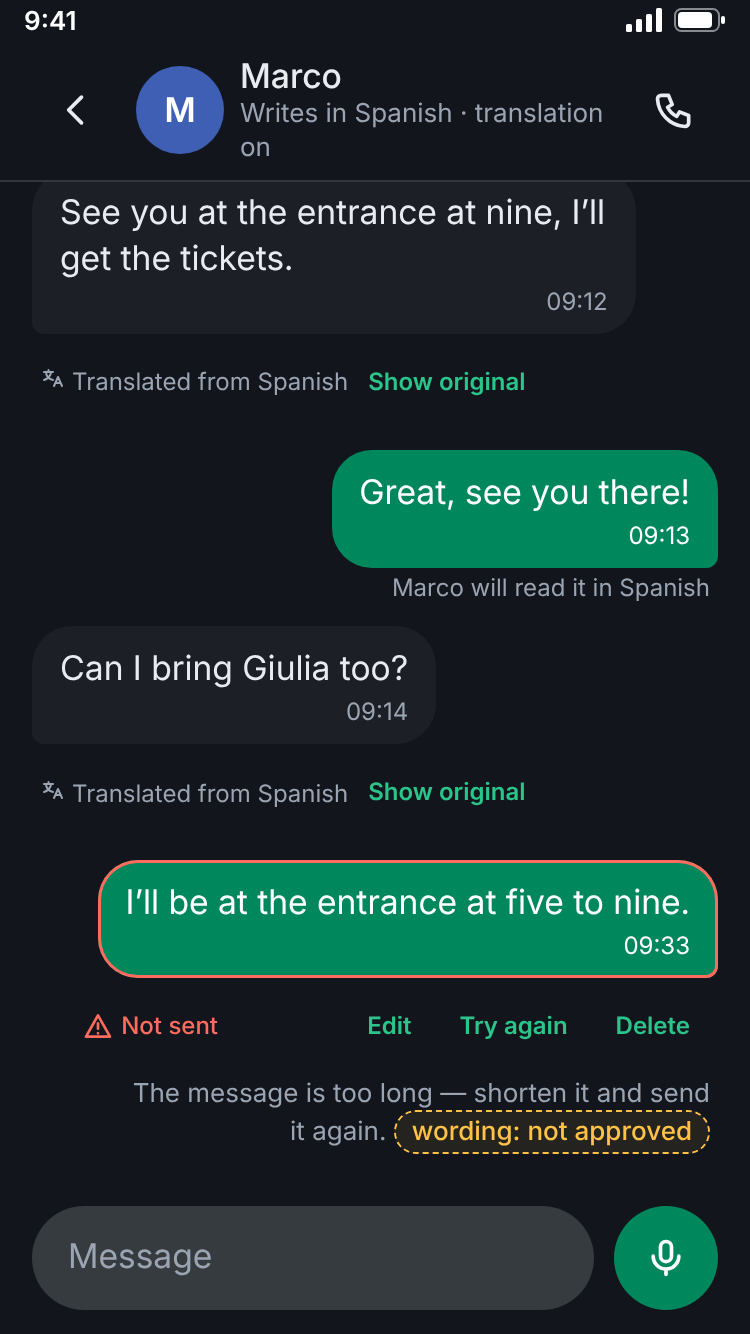 9:41
M
Marco
Writes in Spanish · translation
on
See you at the entrance at nine, I’ll
get the tickets.
09:12
Translated from Spanish Show original
Great, see you there!
09:13
Marco will read it in Spanish
Can I bring Giulia too?
09:14
Translated from Spanish Show original
I’ll be at the entrance at five to nine.
09:33
Not sent Edit Try again Delete
The message is too long — shorten it and send
it again. wording: not approved
Message